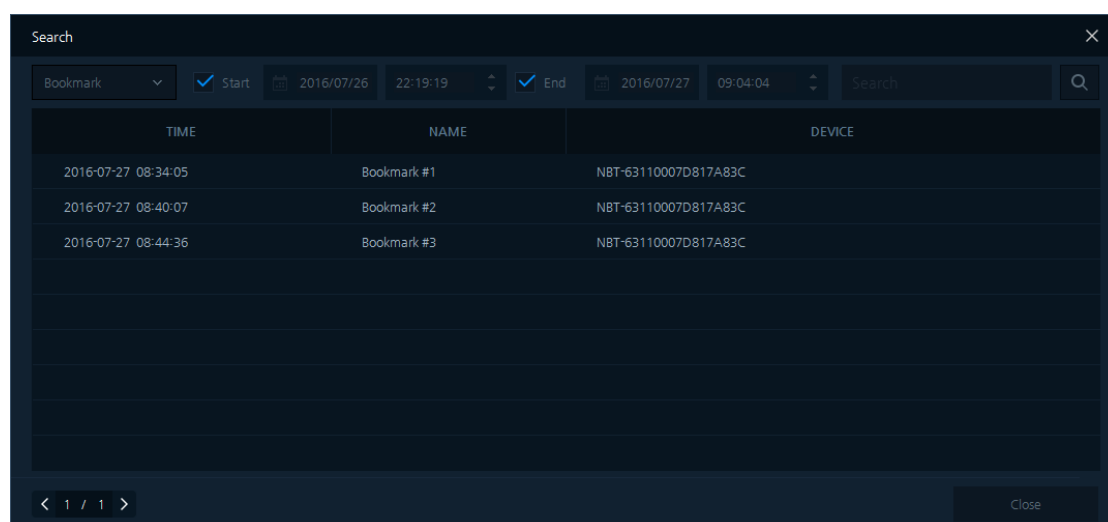 Search
Bookmark Start 2016/07/26 22:19:19 End 2016/07/27 09:04:04 Search
TIME NAME DEVICE
2016-07-27 08:34:05 Bookmark #1 NBT-63110007D817A83C
2016-07-27 08:40:07 Bookmark #2 NBT-63110007D817A83C
2016-07-27 08:44:36 Bookmark #3 NBT-63110007D817A83C
1 / 1 Close